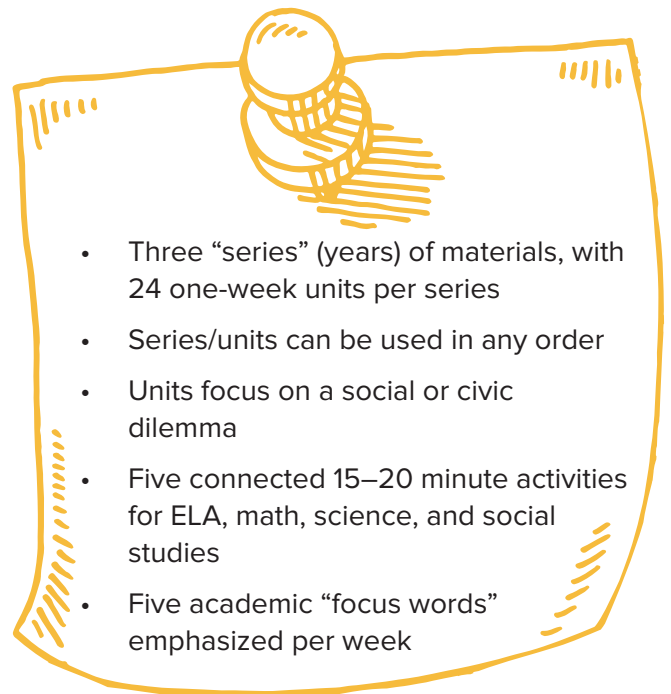 • Three “series” (years) of materials, with
24 one-week units per series
• Series/units can be used in any order
• Units focus on a social or civic
dilemma
• Five connected 15–20 minute activities
for ELA, math, science, and social
studies
• Five academic “focus words”
emphasized per week